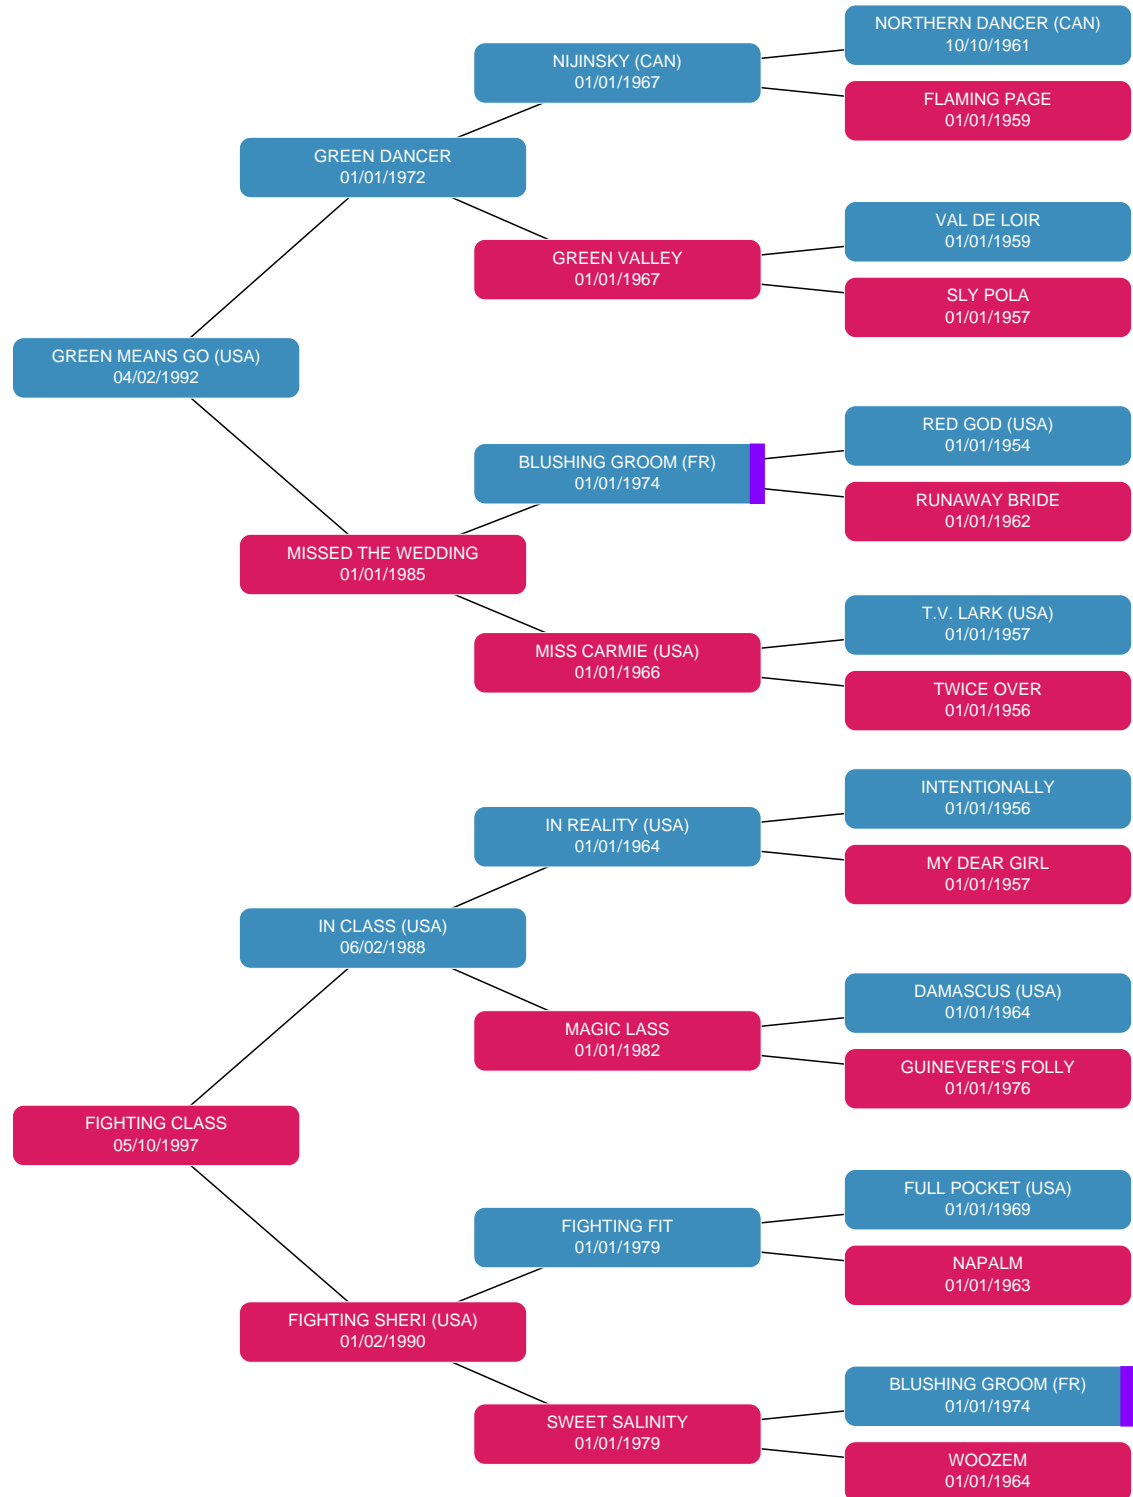 NORTHERN DANCER (CAN)
10/10/1961
NIJINSKY (CAN)
01/01/1967
FLAMING PAGE
01/01/1959
GREEN DANCER
01/01/1972
VAL DE LOIR
01/01/1959
GREEN VALLEY
01/01/1967
SLY POLA
01/01/1957
GREEN MEANS GO (USA)
04/02/1992
RED GOD (USA)
01/01/1954
BLUSHING GROOM (FR)
01/01/1974
RUNAWAY BRIDE
01/01/1962
MISSED THE WEDDING
01/01/1985
T.V. LARK (USA)
01/01/1957
MISS CARMIE (USA)
01/01/1966
TWICE OVER
01/01/1956
INTENTIONALLY
01/01/1956
IN REALITY (USA)
01/01/1964
MY DEAR GIRL
01/01/1957
IN CLASS (USA)
06/02/1988
DAMASCUS (USA)
01/01/1964
MAGIC LASS
01/01/1982
GUINEVERE'S FOLLY
01/01/1976
FIGHTING CLASS
05/10/1997
FULL POCKET (USA)
01/01/1969
FIGHTING FIT
01/01/1979
NAPALM
01/01/1963
FIGHTING SHERI (USA)
01/02/1990
BLUSHING GROOM (FR)
01/01/1974
SWEET SALINITY
01/01/1979
WOOZEM
01/01/1964